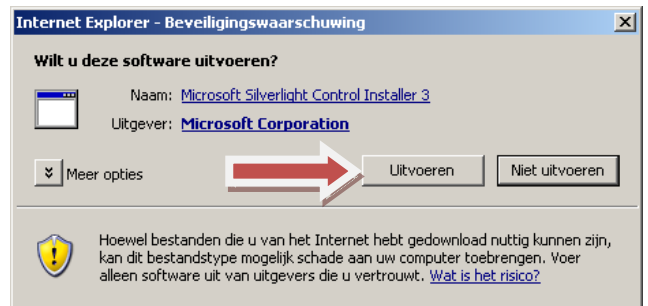 Internet Explorer - Beveiligingswaarschuwing
Wilt u deze software uitvoeren?
Naam: Microsoft Silverlight Control Installer 3
Uitgever: Microsoft Corporation
Meer opties
Uitvoeren
Niet uitvoeren
Hoewel bestanden die u van het Internet hebt gedownload nuttig kunnen zijn,
kan dit bestandstype mogelijk schade aan uw computer toebrengen. Voer
alleen software uit van uitgevers die u vertrouwt. Wat is het risico?